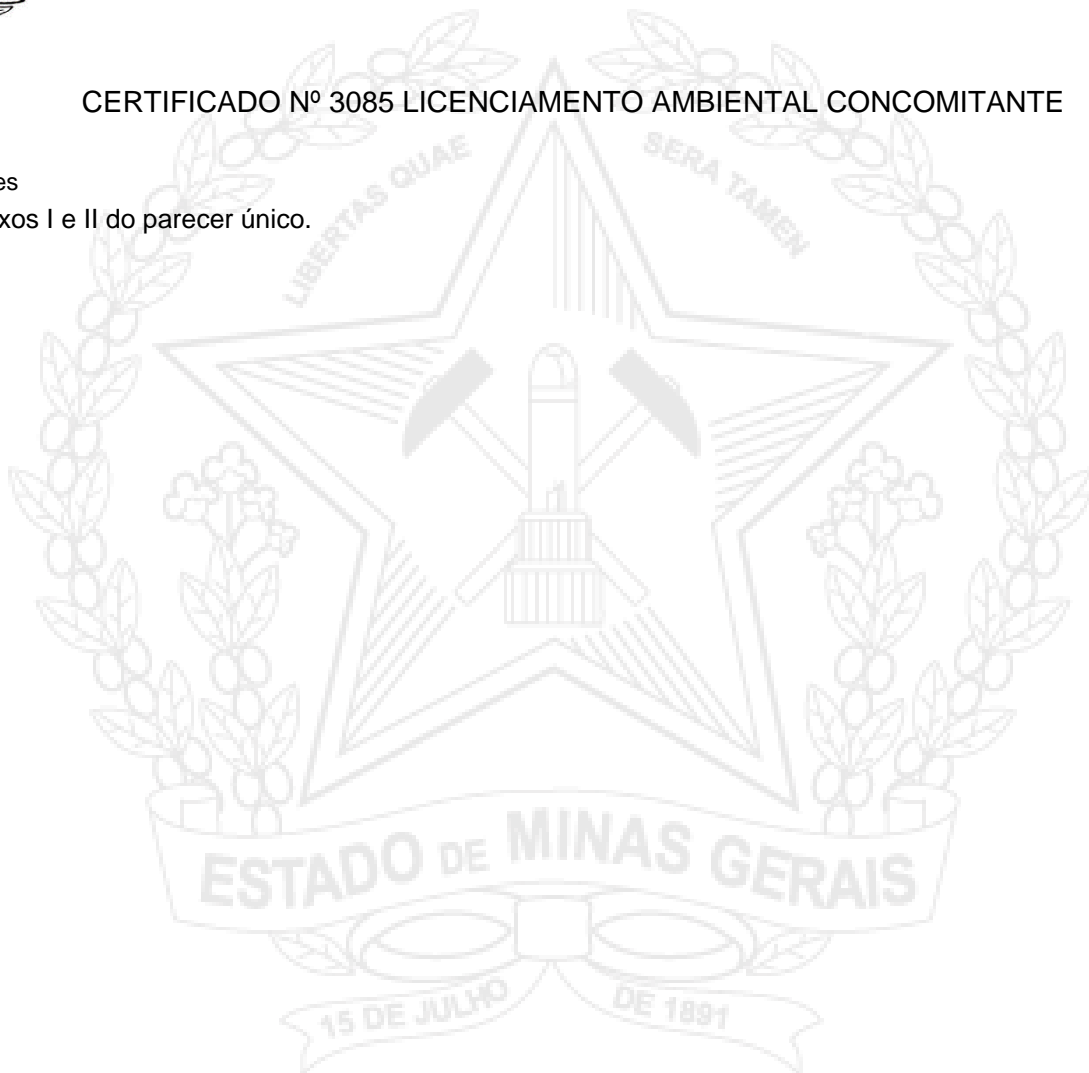 CERTIFICADO Nº 3085 LICENCIAMENTO AMBIENTAL CONCOMITANTE
es
xos I e II do parecer único.
LIBERTAS QUAE SERA TAMEN
ESTADO DE MINAS GERAIS
15 DE JULHO DE 1891